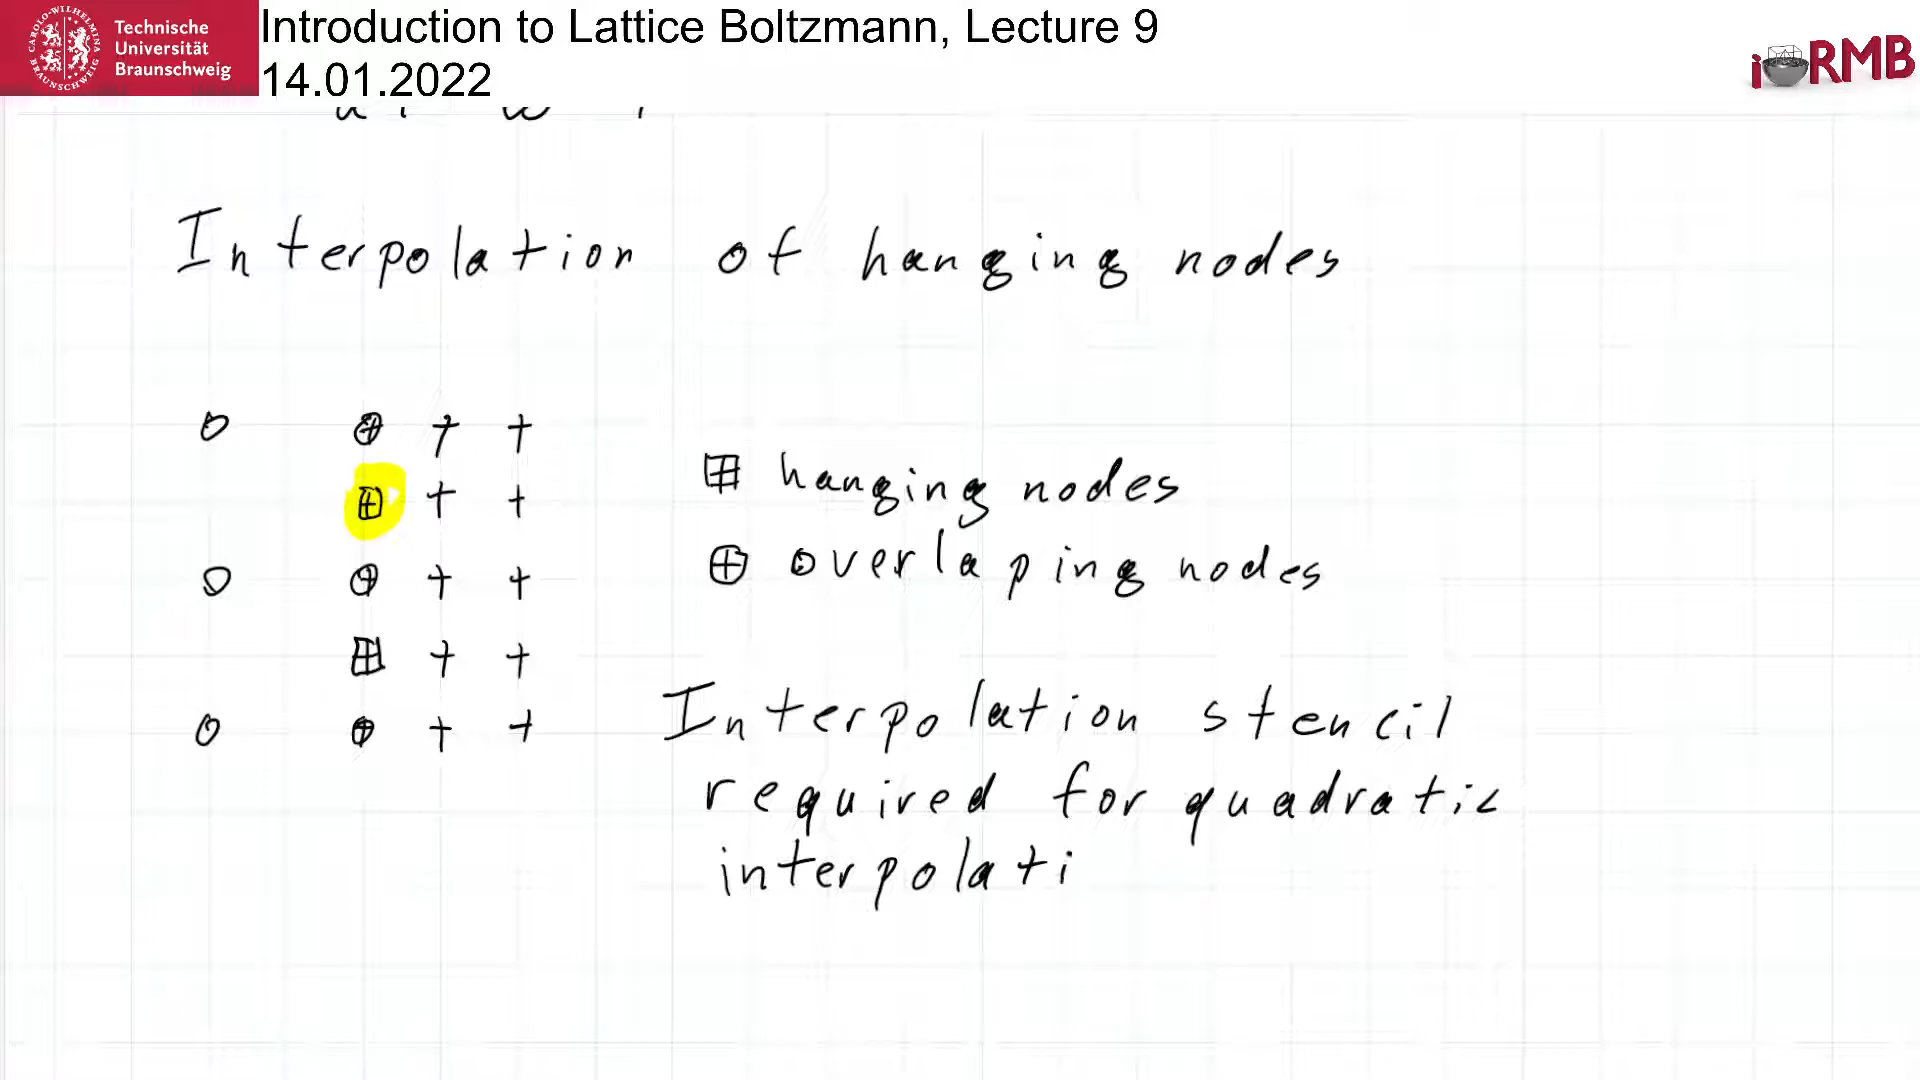 Technische
Universität
Braunschweig
Introduction to Lattice Boltzmann, Lecture 9
14.01.2022
iRMB
Interpolation of hanging nodes
hanging nodes
overlaping nodes
Interpolation stencil
required for quadratic
interpolati